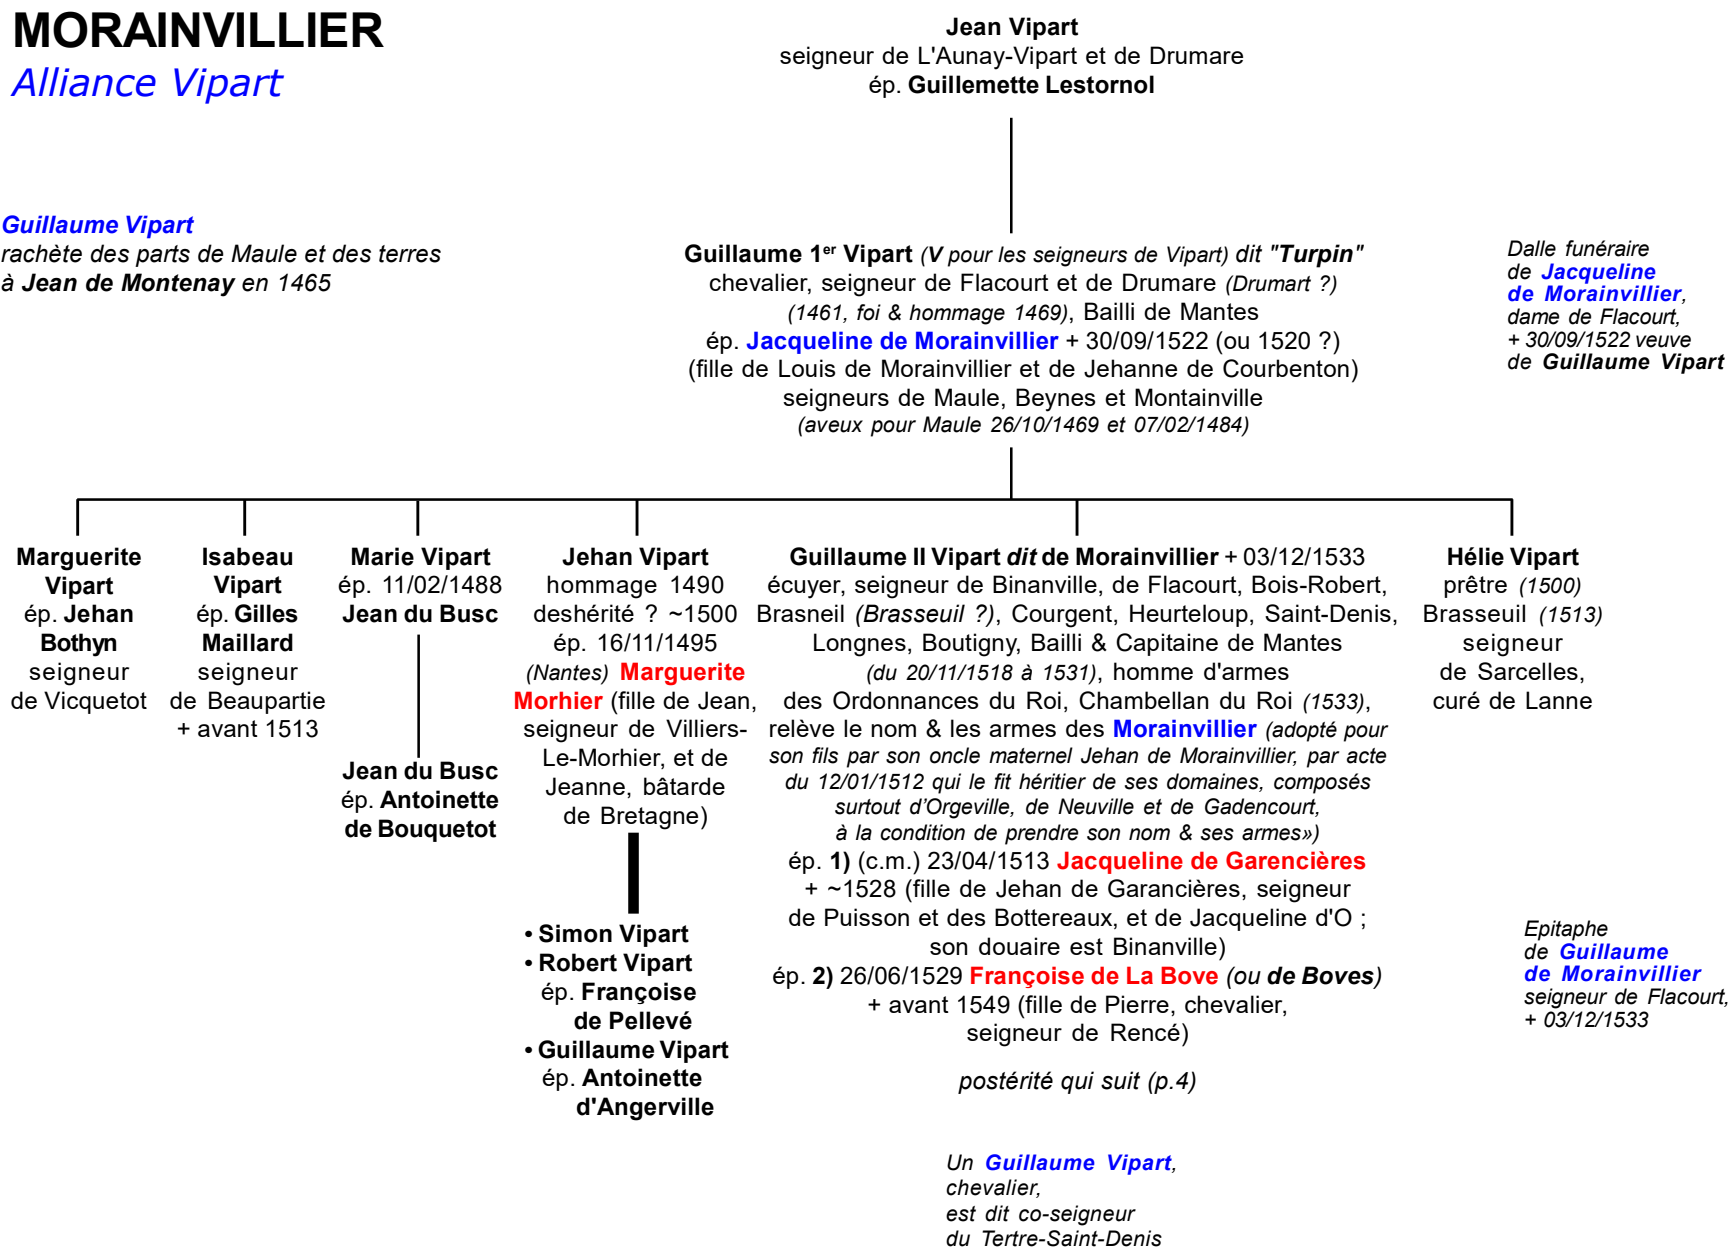 MORAINVILLIER
Alliance Vipart
Jean Vipart
seigneur de L'Aunay-Vipart et de Drumare
ép. Guillemette Lestornol
Guillaume Vipart
rachète des parts de Maule et des terres
à Jean de Montenay en 1465
Guillaume 1er Vipart (V pour les seigneurs de Vipart) dit "Turpin"
chevalier, seigneur de Flacourt et de Drumare (Drumart ?)
(1461, foi & hommage 1469), Bailli de Mantes
ép. Jacqueline de Morainvillier + 30/09/1522 (ou 1520 ?)
(fille de Louis de Morainvillier et de Jehanne de Courbenton)
seigneurs de Maule, Beynes et Montainville
(aveux pour Maule 26/10/1469 et 07/02/1484)
Dalle funéraire
de Jacqueline
de Morainvillier,
dame de Flacourt,
+ 30/09/1522 veuve
de Guillaume Vipart
Marguerite
Vipart
ép. Jehan
Bothyn
seigneur
de Vicquetot
Isabeau
Vipart
ép. Gilles
Maillard
seigneur
de Beaupartie
+ avant 1513
Marie Vipart
ép. 11/02/1488
Jean du Busc
Jean du Busc
ép. Antoinette
de Bouquetot
Jehan Vipart
hommage 1490
deshérité ? ~1500
ép. 16/11/1495
(Nantes) Marguerite
Morhier (fille de Jean,
seigneur de Villiers-
Le-Morhier, et de
Jeanne, bâtarde
de Bretagne)
• Simon Vipart
• Robert Vipart
ép. Françoise
de Pellevé
• Guillaume Vipart
ép. Antoinette
d'Angerville
Guillaume II Vipart dit de Morainvillier + 03/12/1533
écuyer, seigneur de Binanville, de Flacourt, Bois-Robert,
Brasneil (Brasseuil ?), Courgent, Heurteloup, Saint-Denis,
Longnes, Boutigny, Bailli & Capitaine de Mantes
(du 20/11/1518 à 1531), homme d'armes
des Ordonnances du Roi, Chambellan du Roi (1533),
relève le nom & les armes des Morainvillier (adopté pour
son fils par son oncle maternel Jehan de Morainvillier, par acte
du 12/01/1512 qui le fit héritier de ses domaines, composés
surtout d'Orgeville, de Neuville et de Gadencourt,
à la condition de prendre son nom & ses armes»)
ép. 1) (c.m.) 23/04/1513 Jacqueline de Garencières
+ ~1528 (fille de Jehan de Garancières, seigneur
de Puisson et des Bottereaux, et de Jacqueline d'O ;
son douaire est Binanville)
ép. 2) 26/06/1529 Françoise de La Bove (ou de Boves)
+ avant 1549 (fille de Pierre, chevalier,
seigneur de Rencé)
postérité qui suit (p.4)
Hélie Vipart
prêtre (1500)
Brasseuil (1513)
seigneur
de Sarcelles,
curé de Lanne
Epitaphe
de Guillaume
de Morainvillier
seigneur de Flacourt,
+ 03/12/1533
Un Guillaume Vipart,
chevalier,
est dit co-seigneur
du Tertre-Saint-Denis